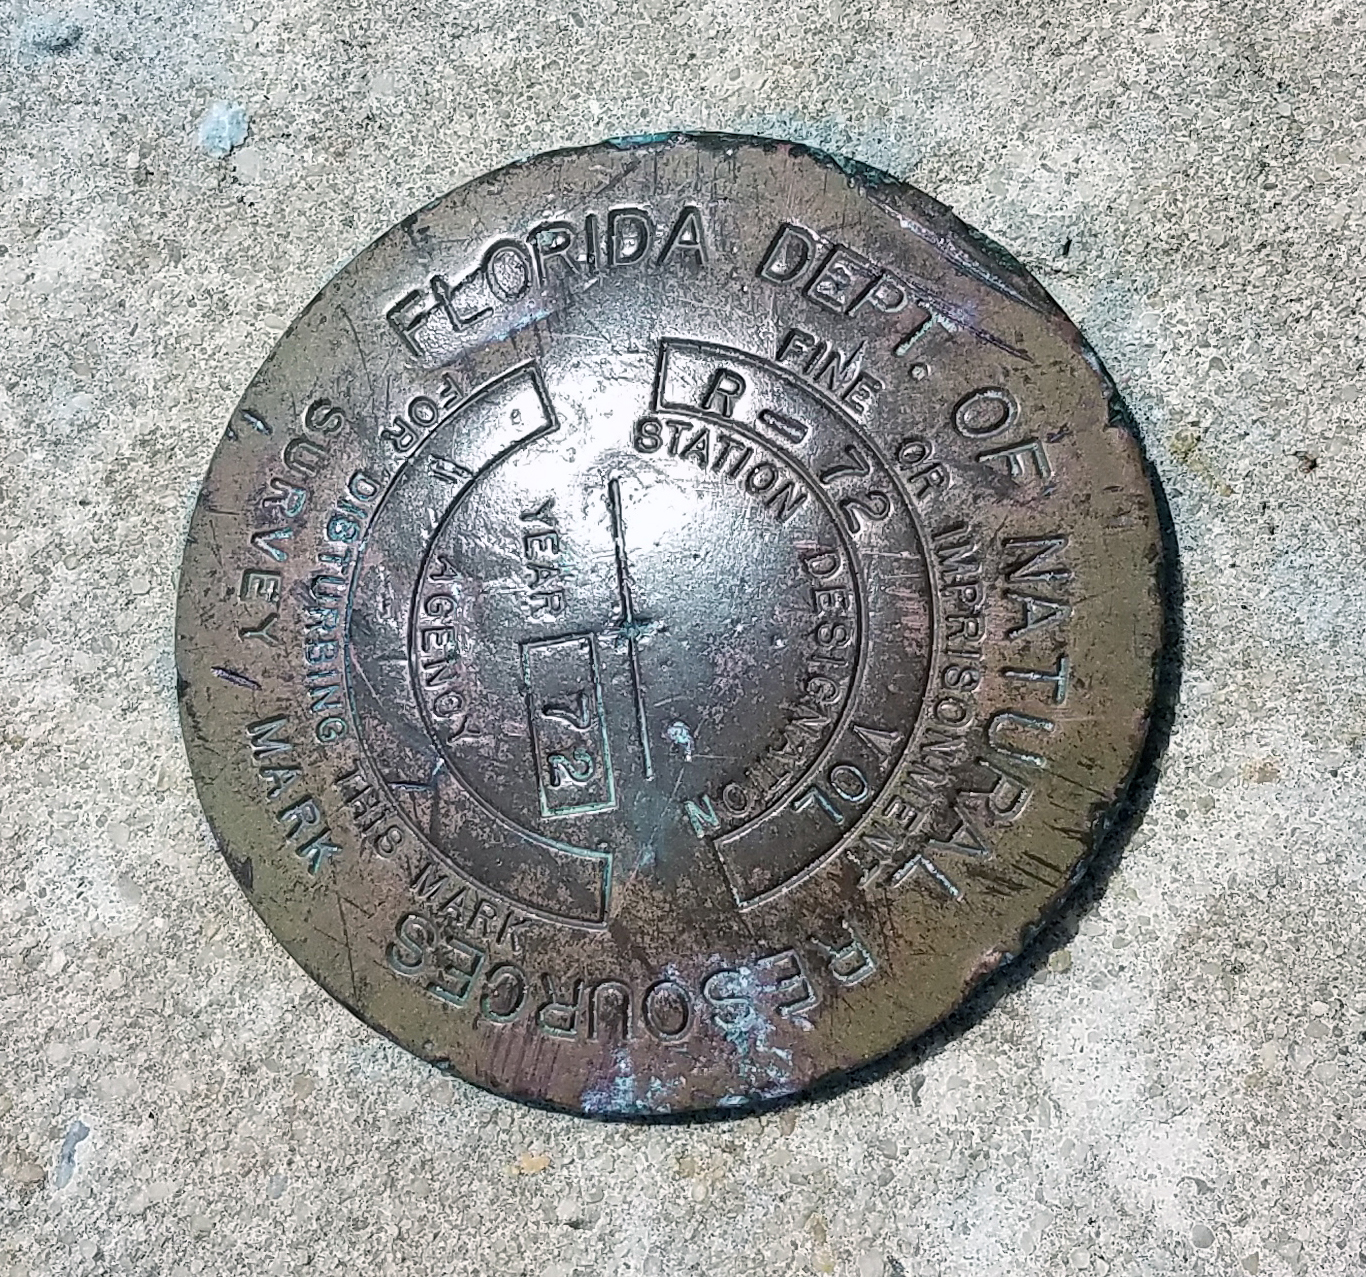 FLORIDA DEPT. OF NATURAL RESOURCES
SURVEY MARK
FINE OR IMPRISONMENT
FOR DISTURBING THIS MARK
R-72 VOL
STATION DESIGNATION
AGENCY
YEAR
72